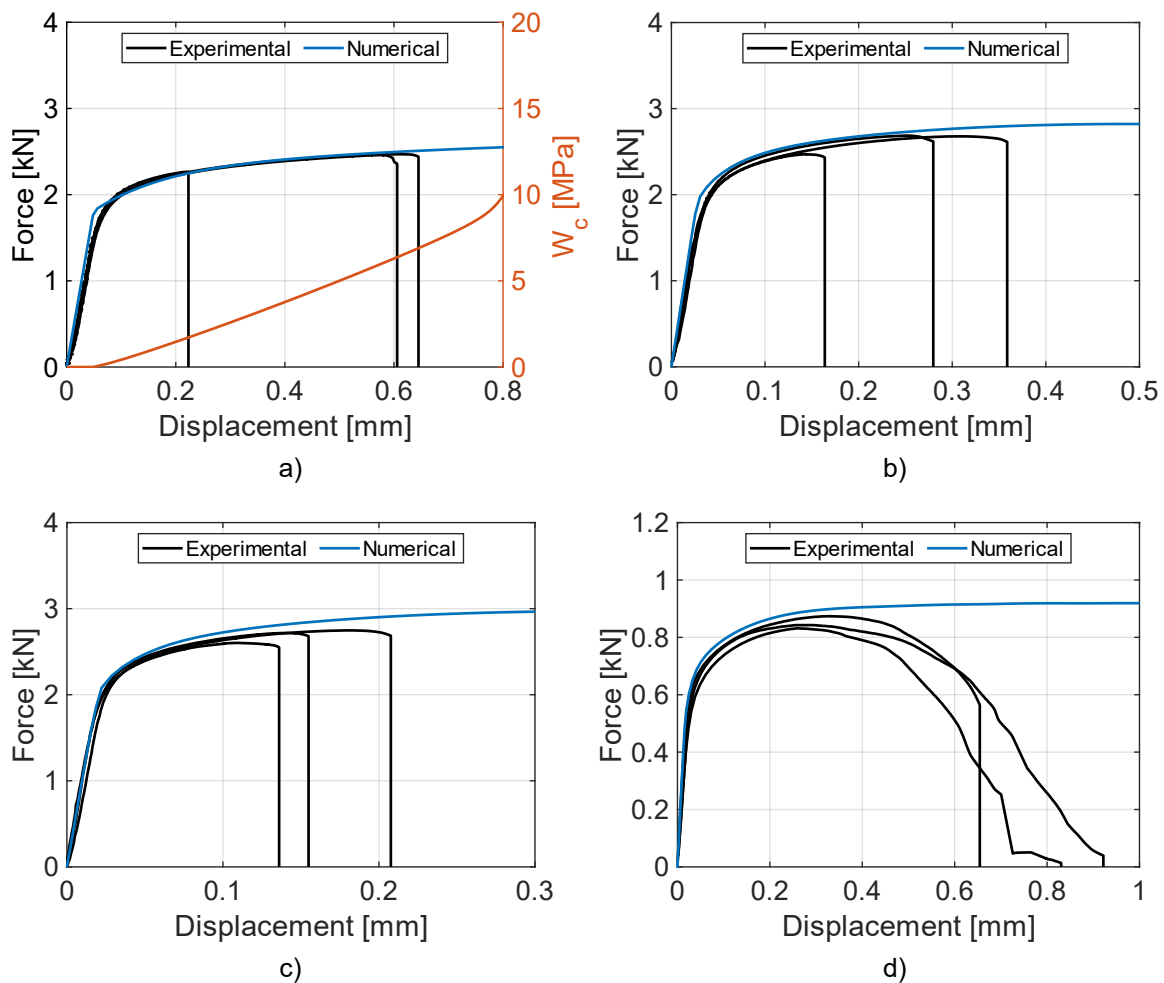 4
3
2
1
0
Force [kN]
Experimental Numerical
20
15
10
5
0
W_c [MPa]
0 0.2 0.4 0.6 0.8
Displacement [mm]
a)
4
3
2
1
0
Force [kN]
Experimental Numerical
0 0.1 0.2 0.3 0.4 0.5
Displacement [mm]
b)
4
3
2
1
0
Force [kN]
Experimental Numerical
0 0.1 0.2 0.3
Displacement [mm]
c)
1.2
1
0.8
0.6
0.4
0.2
0
Force [kN]
Experimental Numerical
0 0.2 0.4 0.6 0.8 1
Displacement [mm]
d)